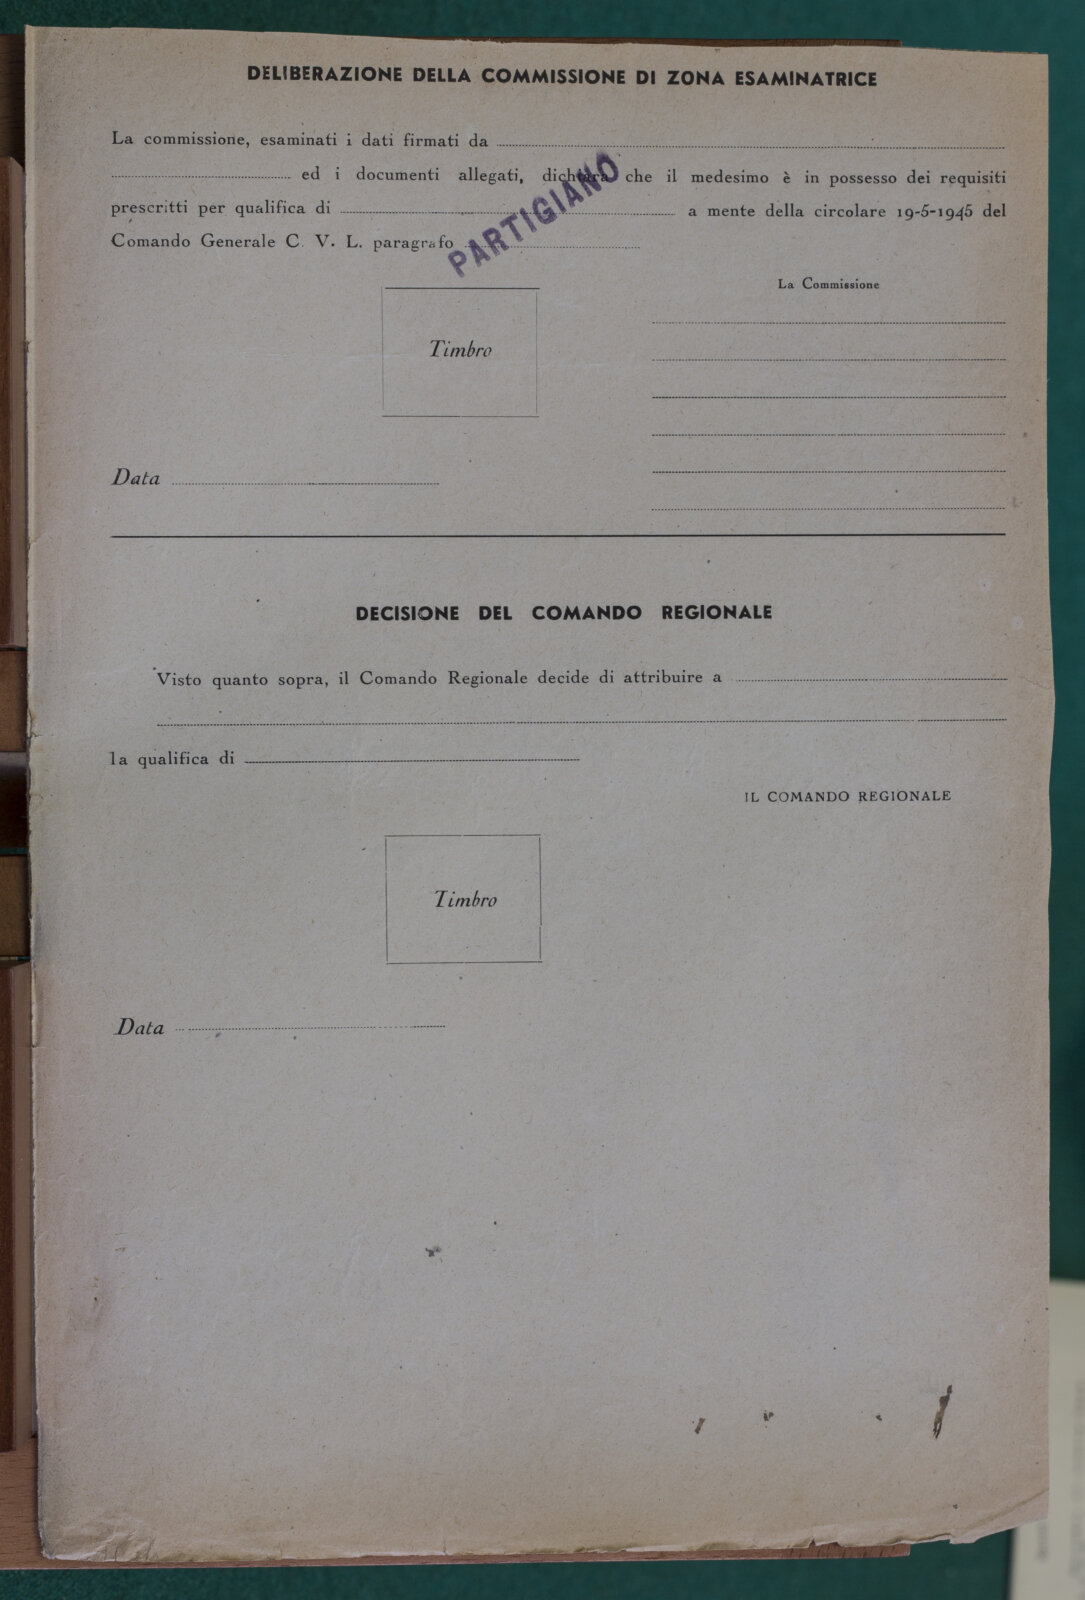 DELIBERAZIONE DELLA COMMISSIONE DI ZONA ESAMINATRICE
La commissione, esaminati i dati firmati da
ed i documenti allegati, dichiara che il medesimo è in possesso dei requisiti
prescritti per qualifica di a mente della circolare 19-5-1945 del
Comando Generale C. V. L. paragrafo
PARTIGIANO
La Commissione
Timbro
Data
DECISIONE DEL COMANDO REGIONALE
Visto quanto sopra, il Comando Regionale decide di attribuire a
la qualifica di
IL COMANDO REGIONALE
Timbro
Data